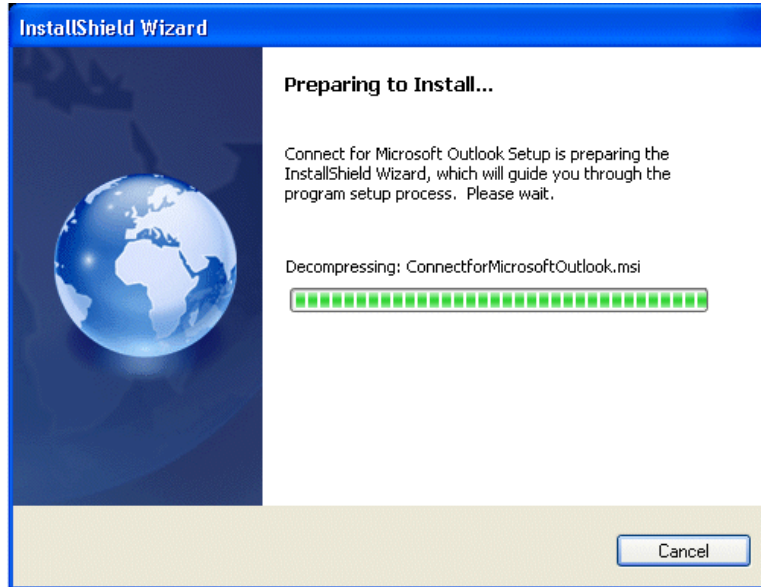 InstallShield Wizard
Preparing to Install...
Connect for Microsoft Outlook Setup is preparing the
InstallShield Wizard, which will guide you through the
program setup process. Please wait.
Decompressing: ConnectforMicrosoftOutlook.msi
Cancel